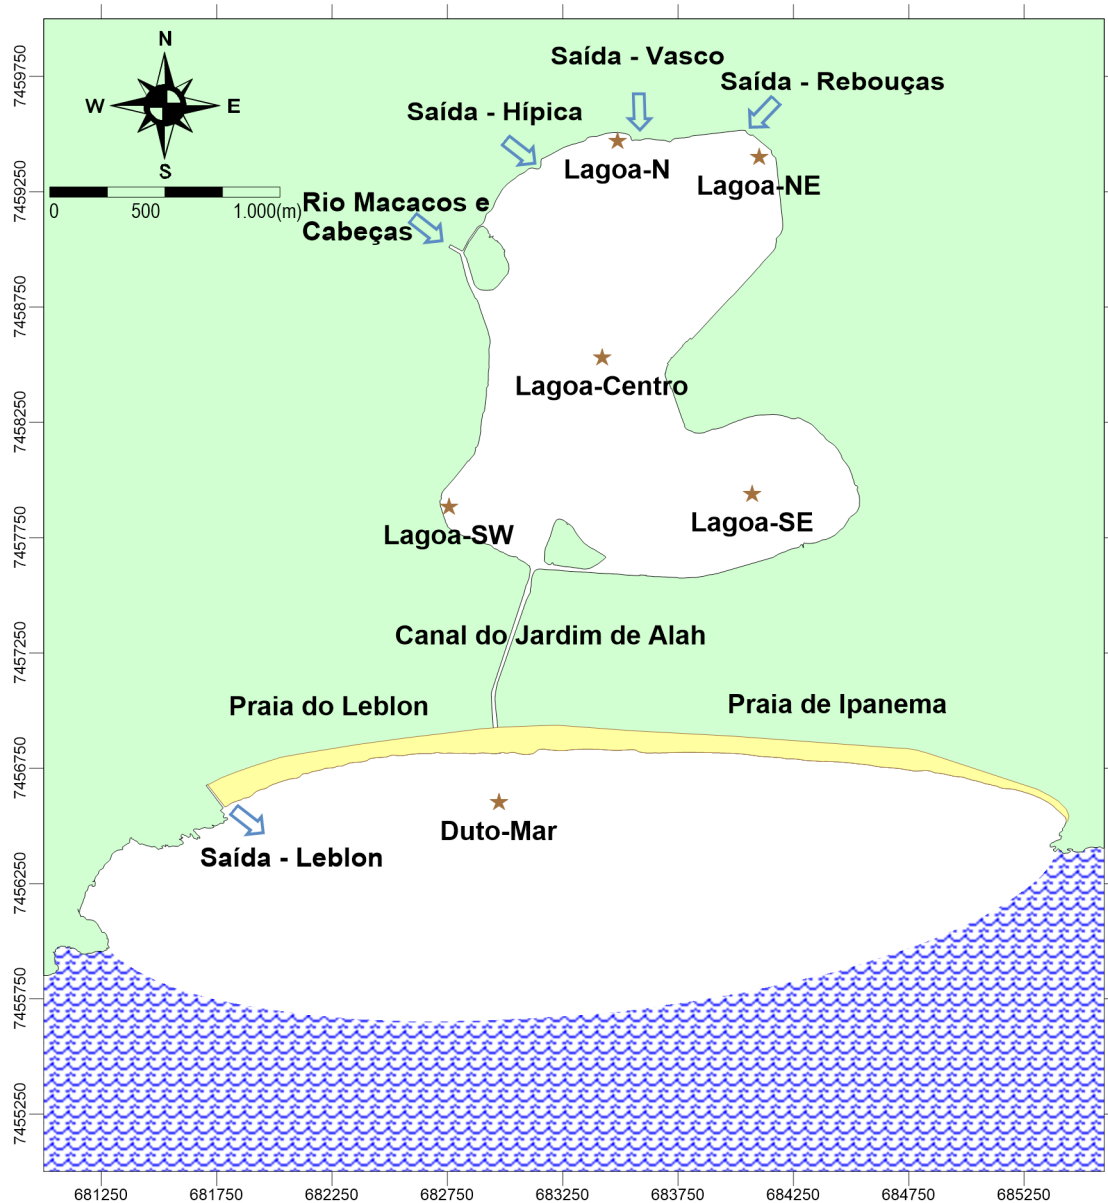 N
W
E
S
0
500
1.000(m)
Saída - Vasco
Saída - Rebouças
Saída - Hípica
Lagoa-N
Lagoa-NE
Rio Macacos e
Cabeças
Lagoa-Centro
Lagoa-SE
Lagoa-SW
Canal do Jardim de Alah
Praia do Leblon
Praia de Ipanema
Duto-Mar
Saída - Leblon
7459750
7459250
7458750
7458250
7457750
7457250
7456750
7456250
7455750
7455250
681250
681750
682250
682750
683250
683750
684250
684750
685250